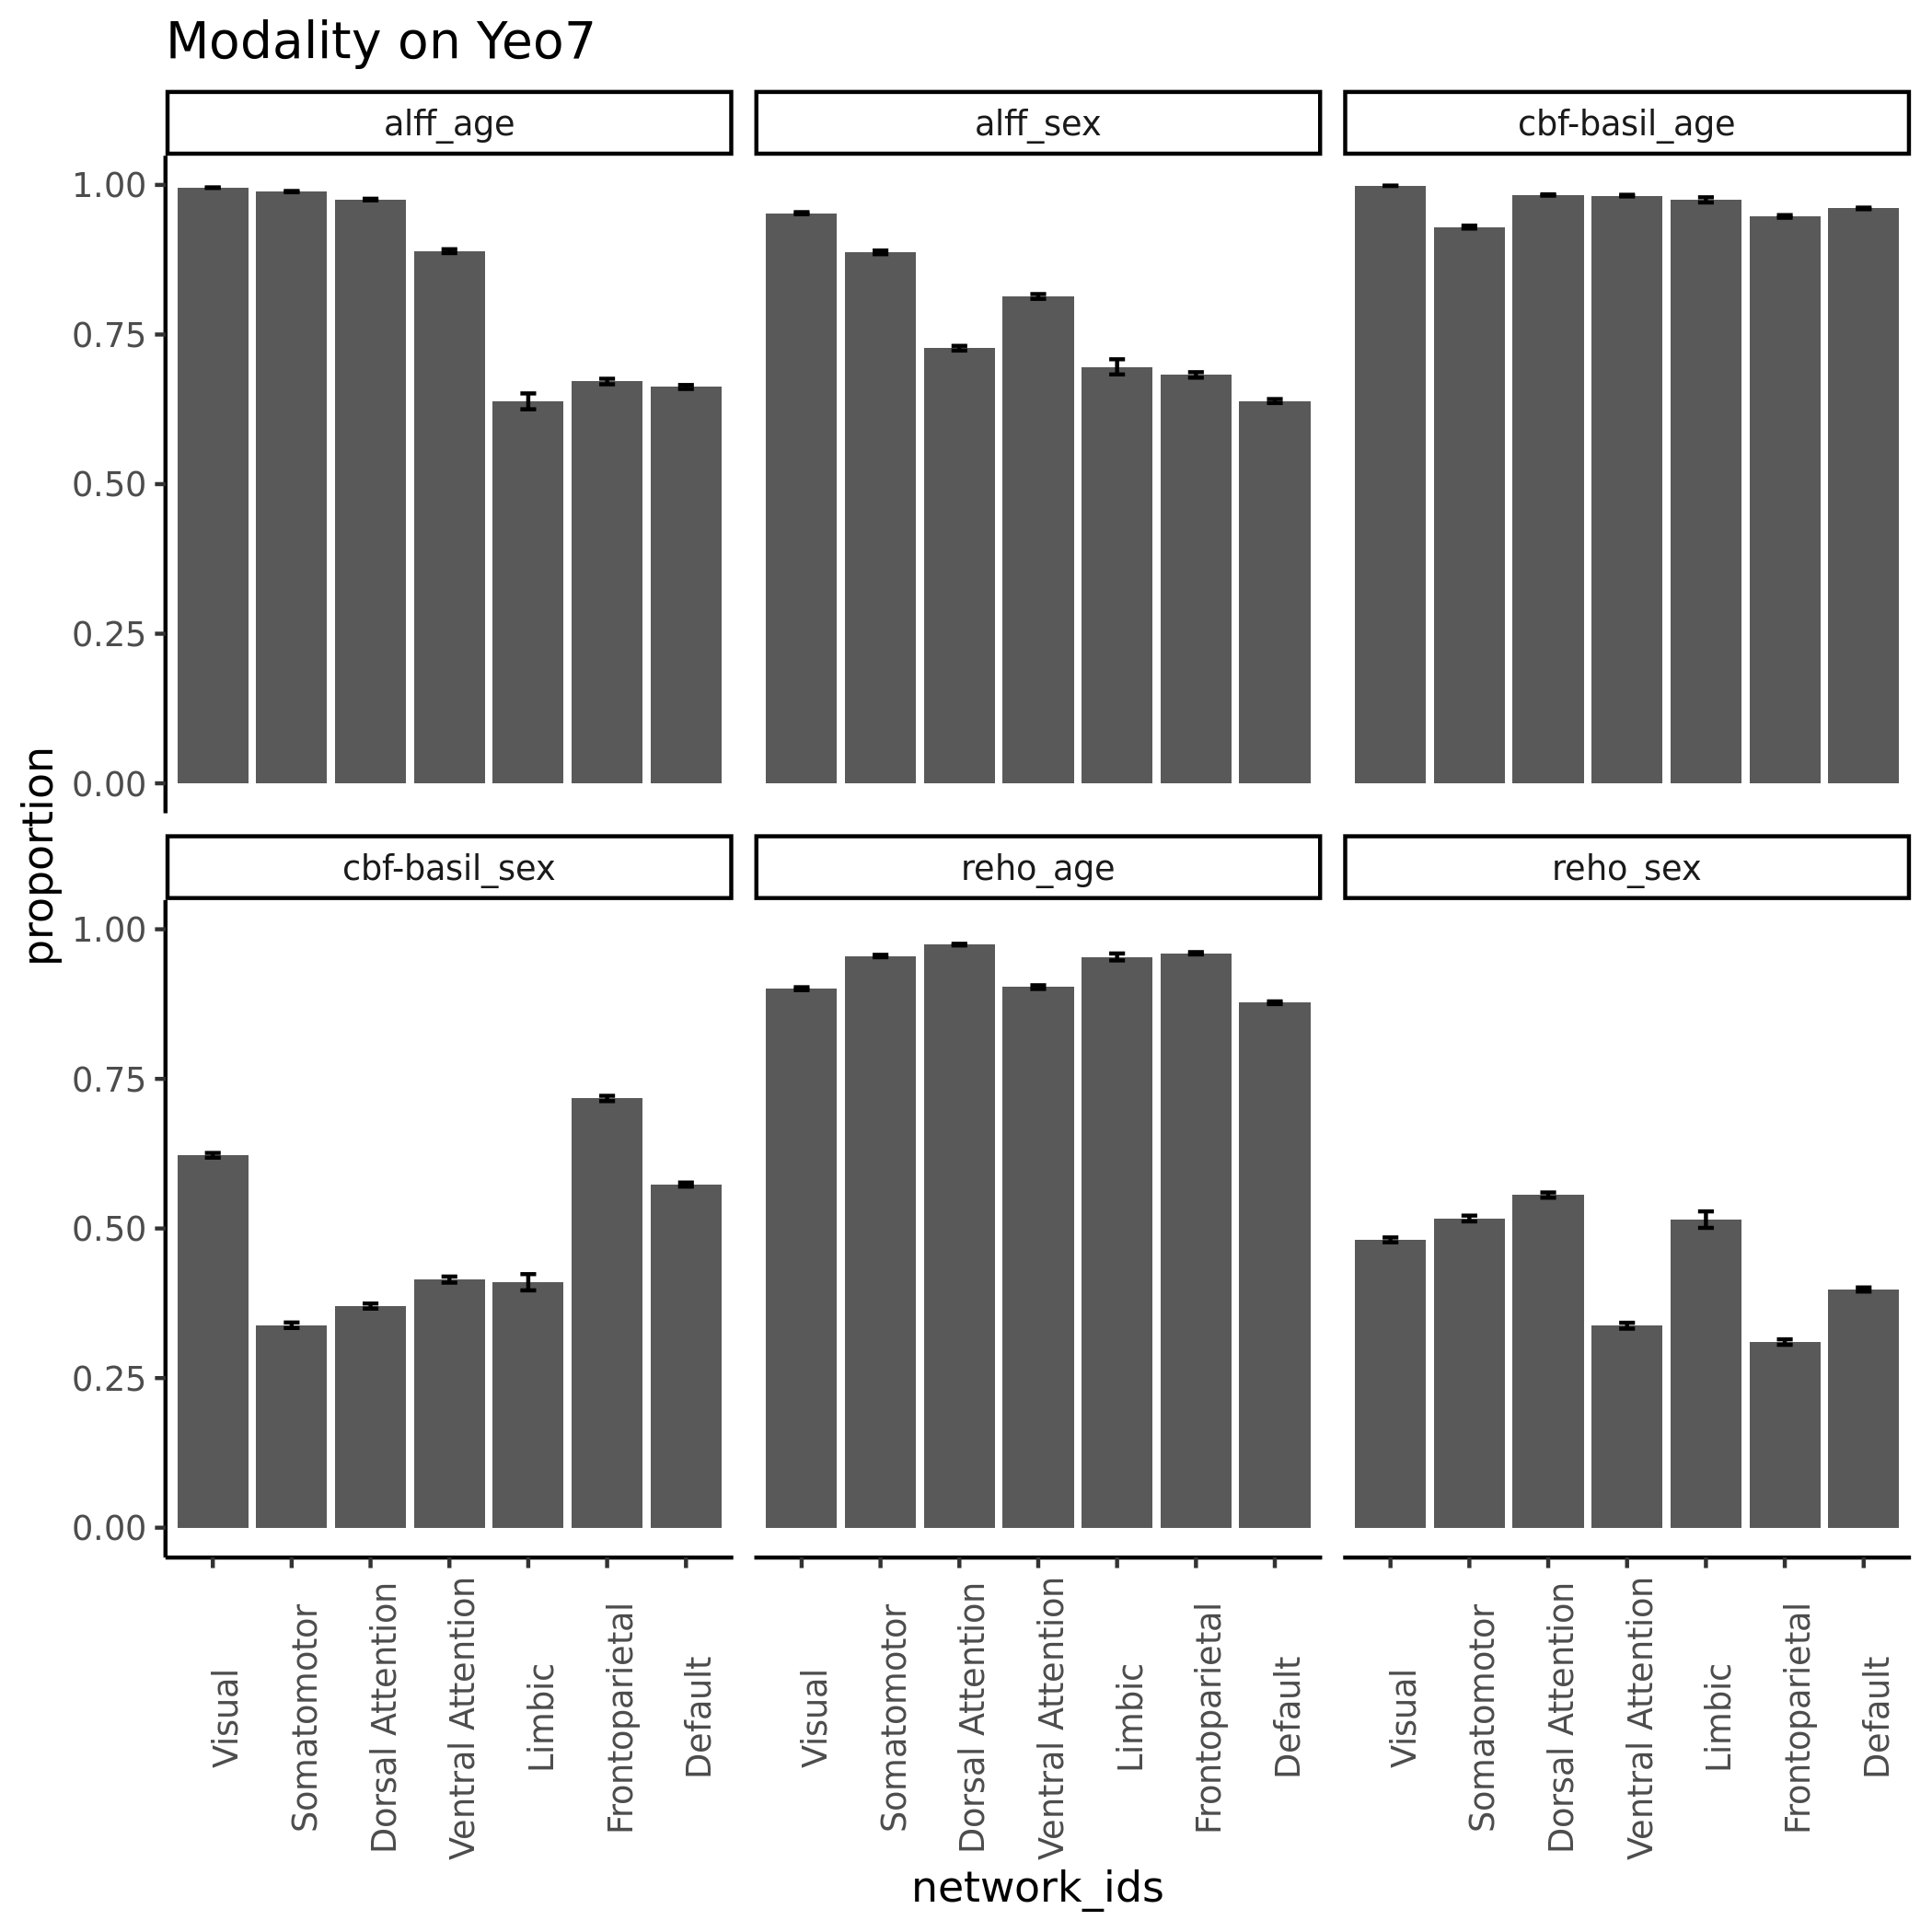 Modality on Yeo7
alff_age
alff_sex
cbf-basil_age
1.00
0.75
0.50
0.25
0.00
proportion
cbf-basil_sex
reho_age
reho_sex
1.00
0.75
0.50
0.25
0.00
Visual
Somatomotor
Dorsal Attention
Ventral Attention
Limbic
Frontoparietal
Default
Visual
Somatomotor
Dorsal Attention
Ventral Attention
Limbic
Frontoparietal
Default
Visual
Somatomotor
Dorsal Attention
Ventral Attention
Limbic
Frontoparietal
Default
network_ids